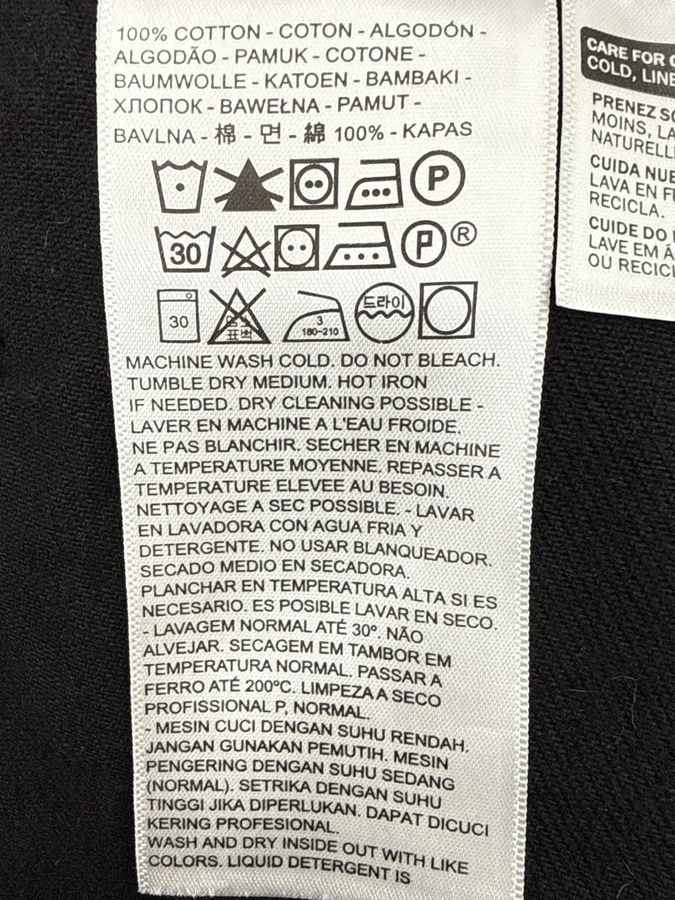 100% COTTON - COTON - ALGODÓN -
ALGODÃO - PAMUK - COTONE -
BAUMWOLLE - KATOEN - BAMBAKI -
ХЛОПОК - BAWEŁNA - PAMUT -
BAVLNA - 棉 - 면 - 綿 100% - KAPAS
P
30
P ®
30
3
180~210
드라이
MACHINE WASH COLD. DO NOT BLEACH.
TUMBLE DRY MEDIUM. HOT IRON
IF NEEDED. DRY CLEANING POSSIBLE -
LAVER EN MACHINE A L'EAU FROIDE.
NE PAS BLANCHIR. SECHER EN MACHINE
A TEMPERATURE MOYENNE. REPASSER A
TEMPERATURE ELEVEE AU BESOIN.
NETTOYAGE A SEC POSSIBLE. - LAVAR
EN LAVADORA CON AGUA FRIA Y
DETERGENTE. NO USAR BLANQUEADOR.
SECADO MEDIO EN SECADORA.
PLANCHAR EN TEMPERATURA ALTA SI ES
NECESARIO. ES POSIBLE LAVAR EN SECO.
- LAVAGEM NORMAL ATÉ 30º. NÃO
ALVEJAR. SECAGEM EM TAMBOR EM
TEMPERATURA NORMAL. PASSAR A
FERRO ATÉ 200ºC. LIMPEZA A SECO
PROFISSIONAL P, NORMAL.
- MESIN CUCI DENGAN SUHU RENDAH.
JANGAN GUNAKAN PEMUTIH. MESIN
PENGERING DENGAN SUHU SEDANG
(NORMAL). SETRIKA DENGAN SUHU
TINGGI JIKA DIPERLUKAN. DAPAT DICUCI
KERING PROFESIONAL.
WASH AND DRY INSIDE OUT WITH LIKE
COLORS. LIQUID DETERGENT IS
CARE FOR
COLD, LINE
PRENEZ
MOINS, LA
NATURELL
CUIDA NUE
LAVA EN
RECICLA.
CUIDE DO
LAVE EM
OU RECIC